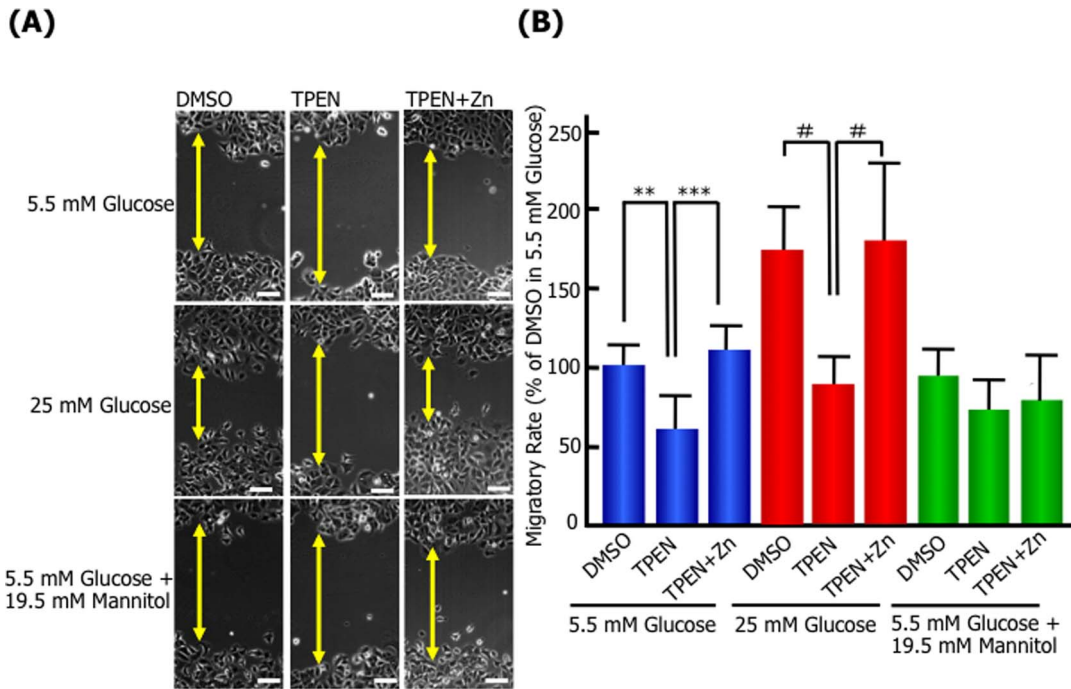 (A)
DMSO TPEN TPEN+Zn
5.5 mM Glucose
25 mM Glucose
5.5 mM Glucose +
19.5 mM Mannitol
(B)
Migratory Rate (% of DMSO in 5.5 mM Glucose)
250
200
150
100
50
0
** *** # #
DMSO TPEN TPEN+Zn DMSO TPEN TPEN+Zn DMSO TPEN TPEN+Zn
5.5 mM Glucose 25 mM Glucose 5.5 mM Glucose +
19.5 mM Mannitol